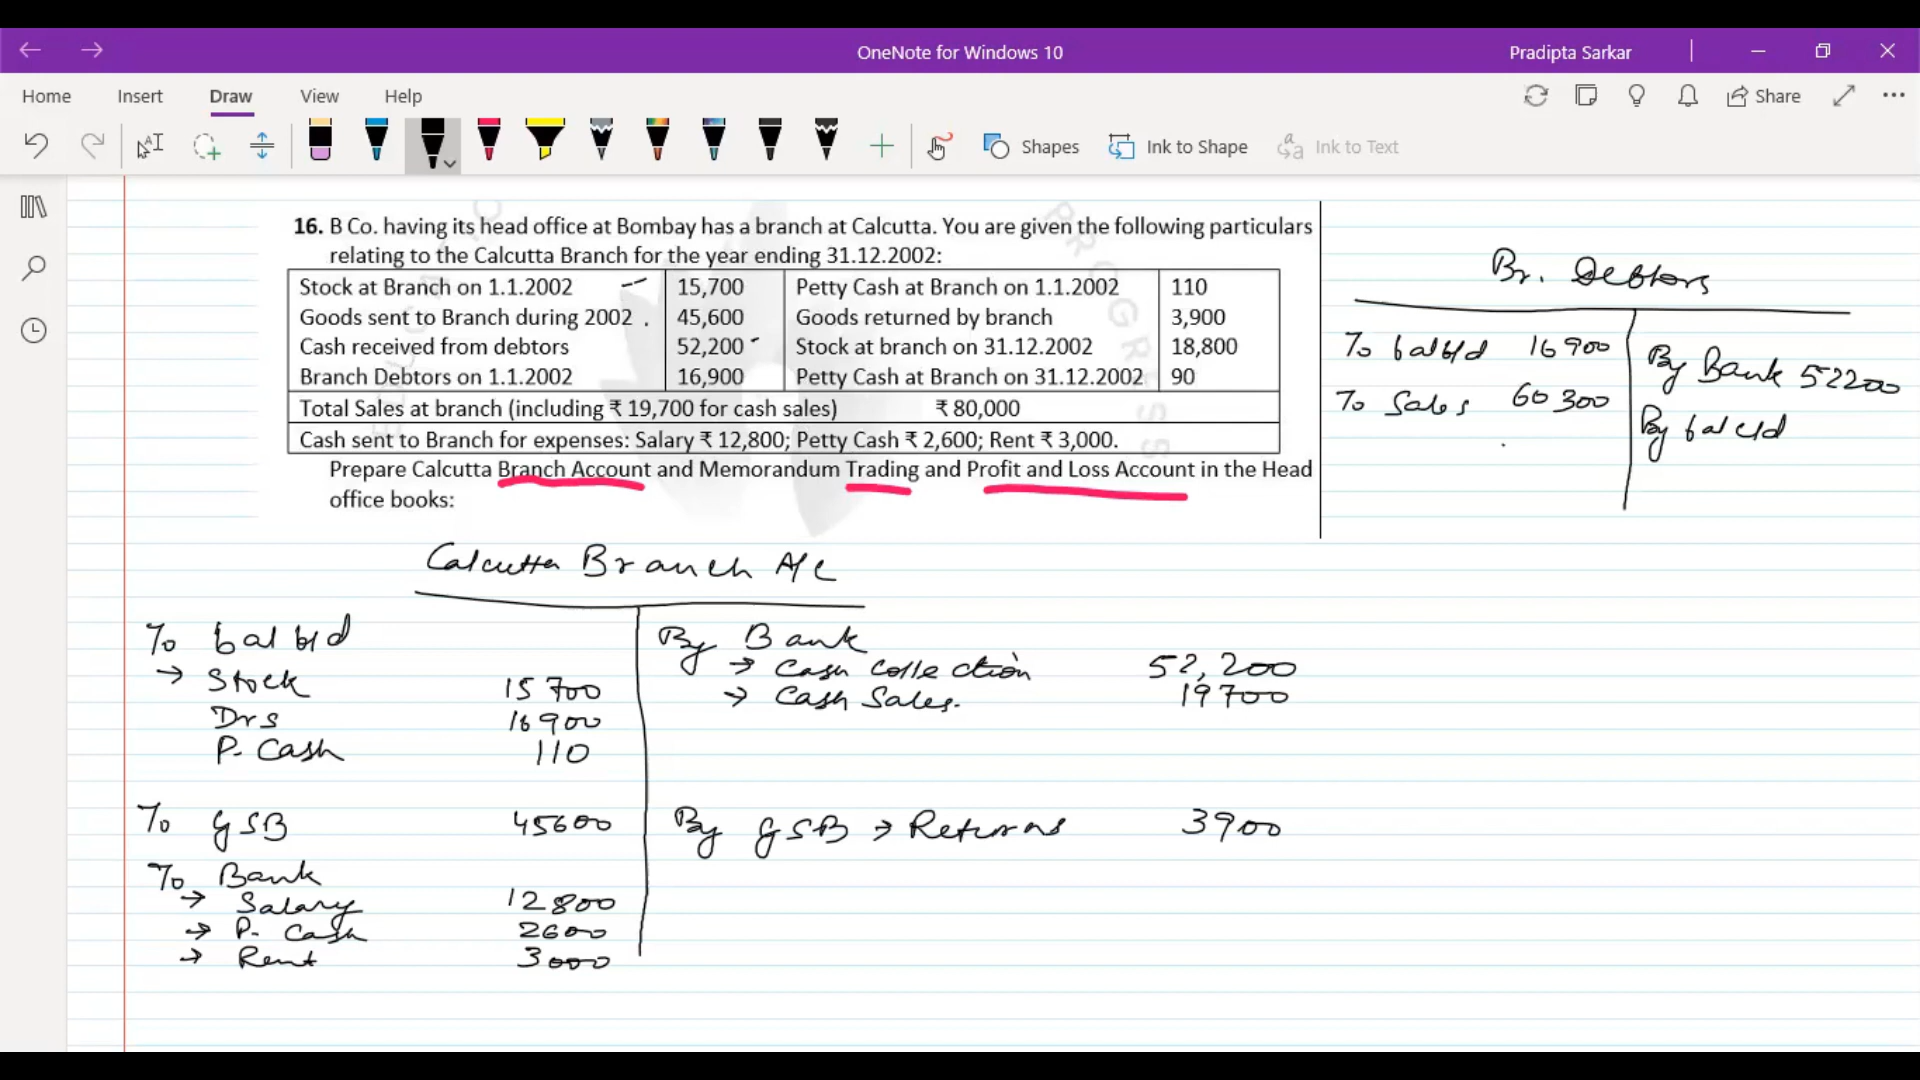 OneNote for Windows 10
Pradipta Sarkar
Home Insert Draw View Help
Share
Shapes Ink to Shape Ink to Text
16. B Co. having its head office at Bombay has a branch at Calcutta. You are given the following particulars
relating to the Calcutta Branch for the year ending 31.12.2002:
Stock at Branch on 1.1.2002 15,700 Petty Cash at Branch on 1.1.2002 110
Goods sent to Branch during 2002 45,600 Goods returned by branch 3,900
Cash received from debtors 52,200 Stock at branch on 31.12.2002 18,800
Branch Debtors on 1.1.2002 16,900 Petty Cash at Branch on 31.12.2002 90
Total Sales at branch (including ₹ 19,700 for cash sales) ₹ 80,000
Cash sent to Branch for expenses: Salary ₹ 12,800; Petty Cash ₹ 2,600; Rent ₹ 3,000.
Prepare Calcutta Branch Account and Memorandum Trading and Profit and Loss Account in the Head
office books:
Br. Debtors
To bal b/d 16900
By Bank 52200
To Sales 60300
By bal c/d
Calcutta Branch A/c
To bal b/d
→ Stock 15700
Drs 16900
P. Cash 110
To GSB 45600
To Bank
→ Salary 12800
→ P. Cash 2600
→ Rent 3000
By Bank
→ Cash Collection 52,200
→ Cash Sales. 19700
By GSB → Returns 3900
PROGRESS